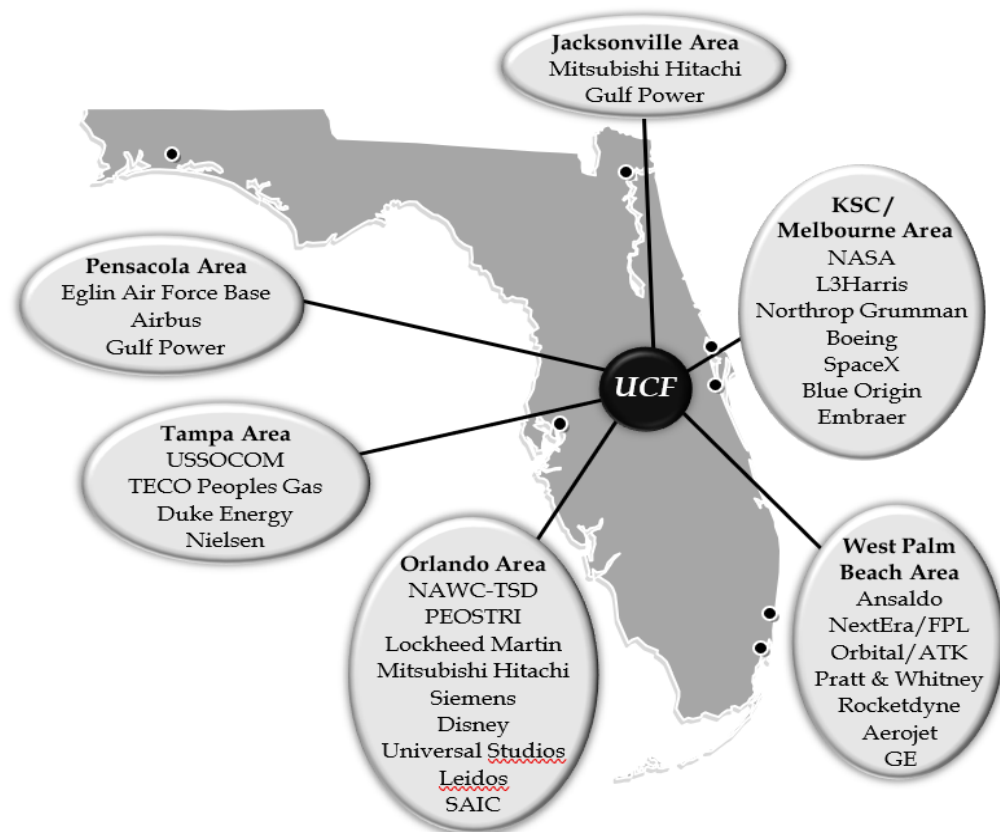 Jacksonville Area
Mitsubishi Hitachi
Gulf Power
KSC/
Melbourne Area
NASA
L3Harris
Northrop Grumman
Boeing
SpaceX
Blue Origin
Embraer
Pensacola Area
Eglin Air Force Base
Airbus
Gulf Power
UCF
Tampa Area
USSOCOM
TECO Peoples Gas
Duke Energy
Nielsen
Orlando Area
NAWC-TSD
PEOSTRI
Lockheed Martin
Mitsubishi Hitachi
Siemens
Disney
Universal Studios
Leidos
SAIC
West Palm
Beach Area
Ansaldo
NextEra/FPL
Orbital/ATK
Pratt & Whitney
Rocketdyne
Aerojet
GE